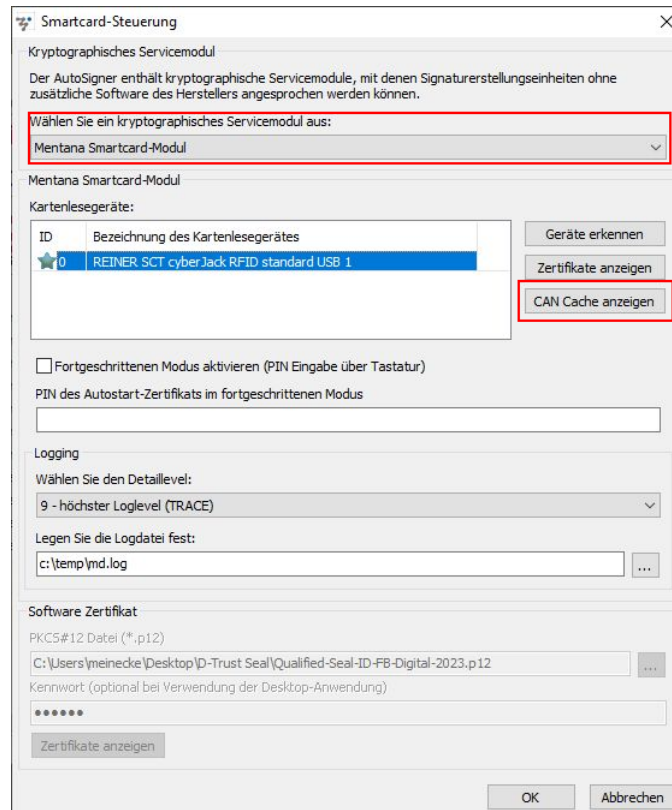 Smartcard-Steuerung
Kryptographisches Servicemodul
Der AutoSigner enthält kryptographische Servicemodule, mit denen Signaturerstellungseinheiten ohne
zusätzliche Software des Herstellers angesprochen werden können.
Wählen Sie ein kryptographisches Servicemodul aus:
Mentana Smartcard-Modul
Mentana Smartcard-Modul
Kartenlesegeräte:
ID Bezeichnung des Kartenlesegerätes
0 REINER SCT cyberJack RFID standard USB 1
Geräte erkennen
Zertifikate anzeigen
CAN Cache anzeigen
Fortgeschrittenen Modus aktivieren (PIN Eingabe über Tastatur)
PIN des Autostart-Zertifikats im fortgeschrittenen Modus
Logging
Wählen Sie den Detaillevel:
9 - höchster Loglevel (TRACE)
Legen Sie die Logdatei fest:
c:\temp\md.log
...
Software Zertifikat
PKCS#12 Datei (*.p12)
C:\Users\meinecke\Desktop\D-Trust Seal\Qualified-Seal-ID-FB-Digital-2023.p12
...
Kennwort (optional bei Verwendung der Desktop-Anwendung)
●●●●●●
Zertifikate anzeigen
OK Abbrechen